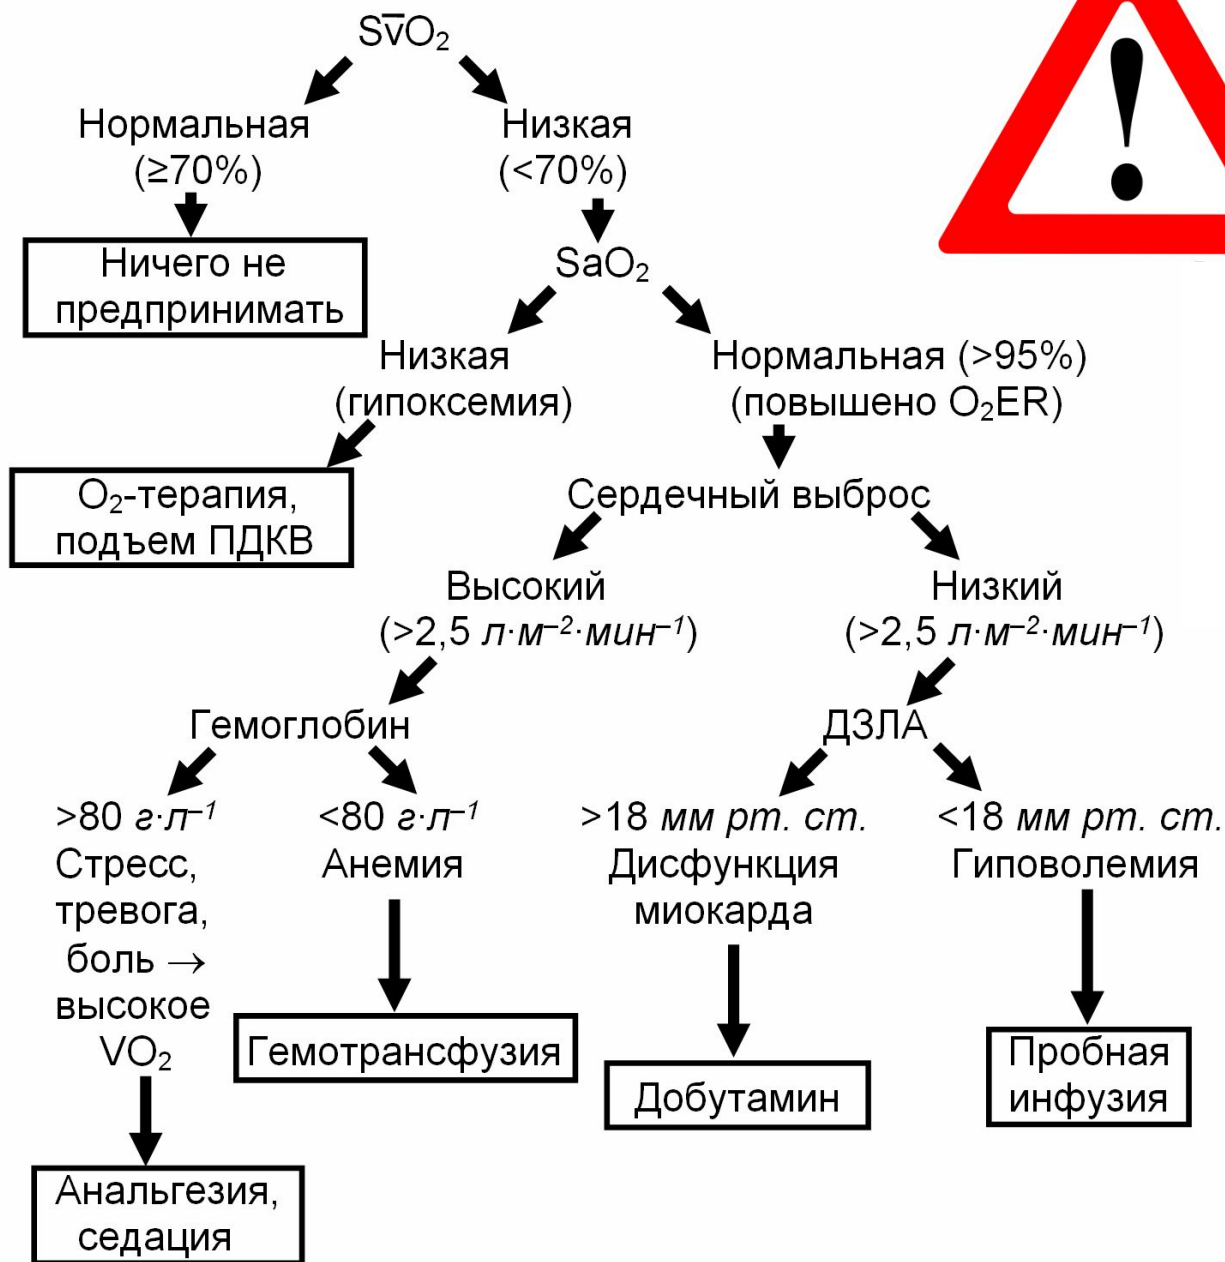 Sv̅O₂
Нормальная
(≥70%)
Низкая
(<70%)
Ничего не
предпринимать
SaO₂
Низкая
(гипоксемия)
Нормальная (>95%)
(повышено O₂ER)
О₂-терапия,
подъем ПДКВ
Сердечный выброс
Высокий
(>2,5 л·м⁻²·мин⁻¹)
Низкий
(>2,5 л·м⁻²·мин⁻¹)
Гемоглобин
ДЗЛА
>80 г·л⁻¹
Стресс,
тревога,
боль →
высокое
VO₂
<80 г·л⁻¹
Анемия
>18 мм рт. ст.
Дисфункция
миокарда
<18 мм рт. ст.
Гиповолемия
Гемотрансфузия
Добутамин
Пробная
инфузия
Анальгезия,
седация
!